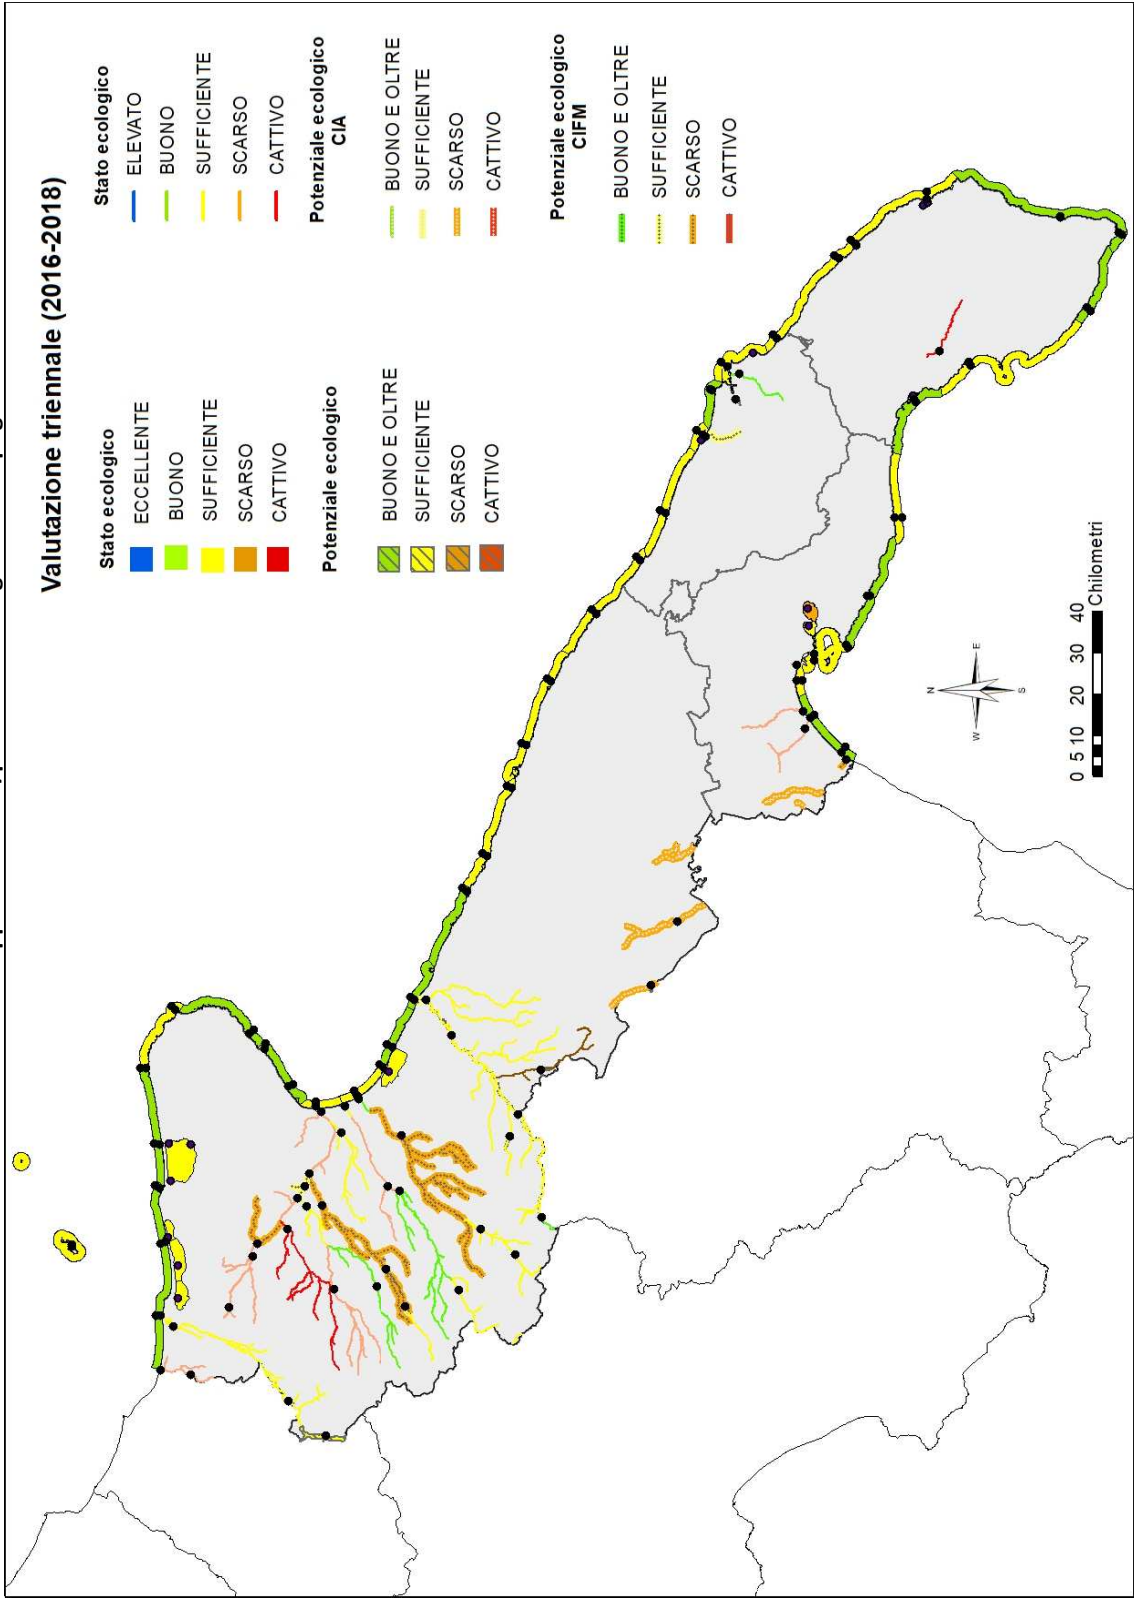 Valutazione triennale (2016-2018)
Stato ecologico
ECCELLENTE
BUONO
SUFFICIENTE
SCARSO
CATTIVO
Potenziale ecologico
BUONO E OLTRE
SUFFICIENTE
SCARSO
CATTIVO
Stato ecologico
ELEVATO
BUONO
SUFFICIENTE
SCARSO
CATTIVO
Potenziale ecologico
CIA
BUONO E OLTRE
SUFFICIENTE
SCARSO
CATTIVO
Potenziale ecologico
CIFM
BUONO E OLTRE
SUFFICIENTE
SCARSO
CATTIVO
N
W E
S
0 5 10 20 30 40
Chilometri